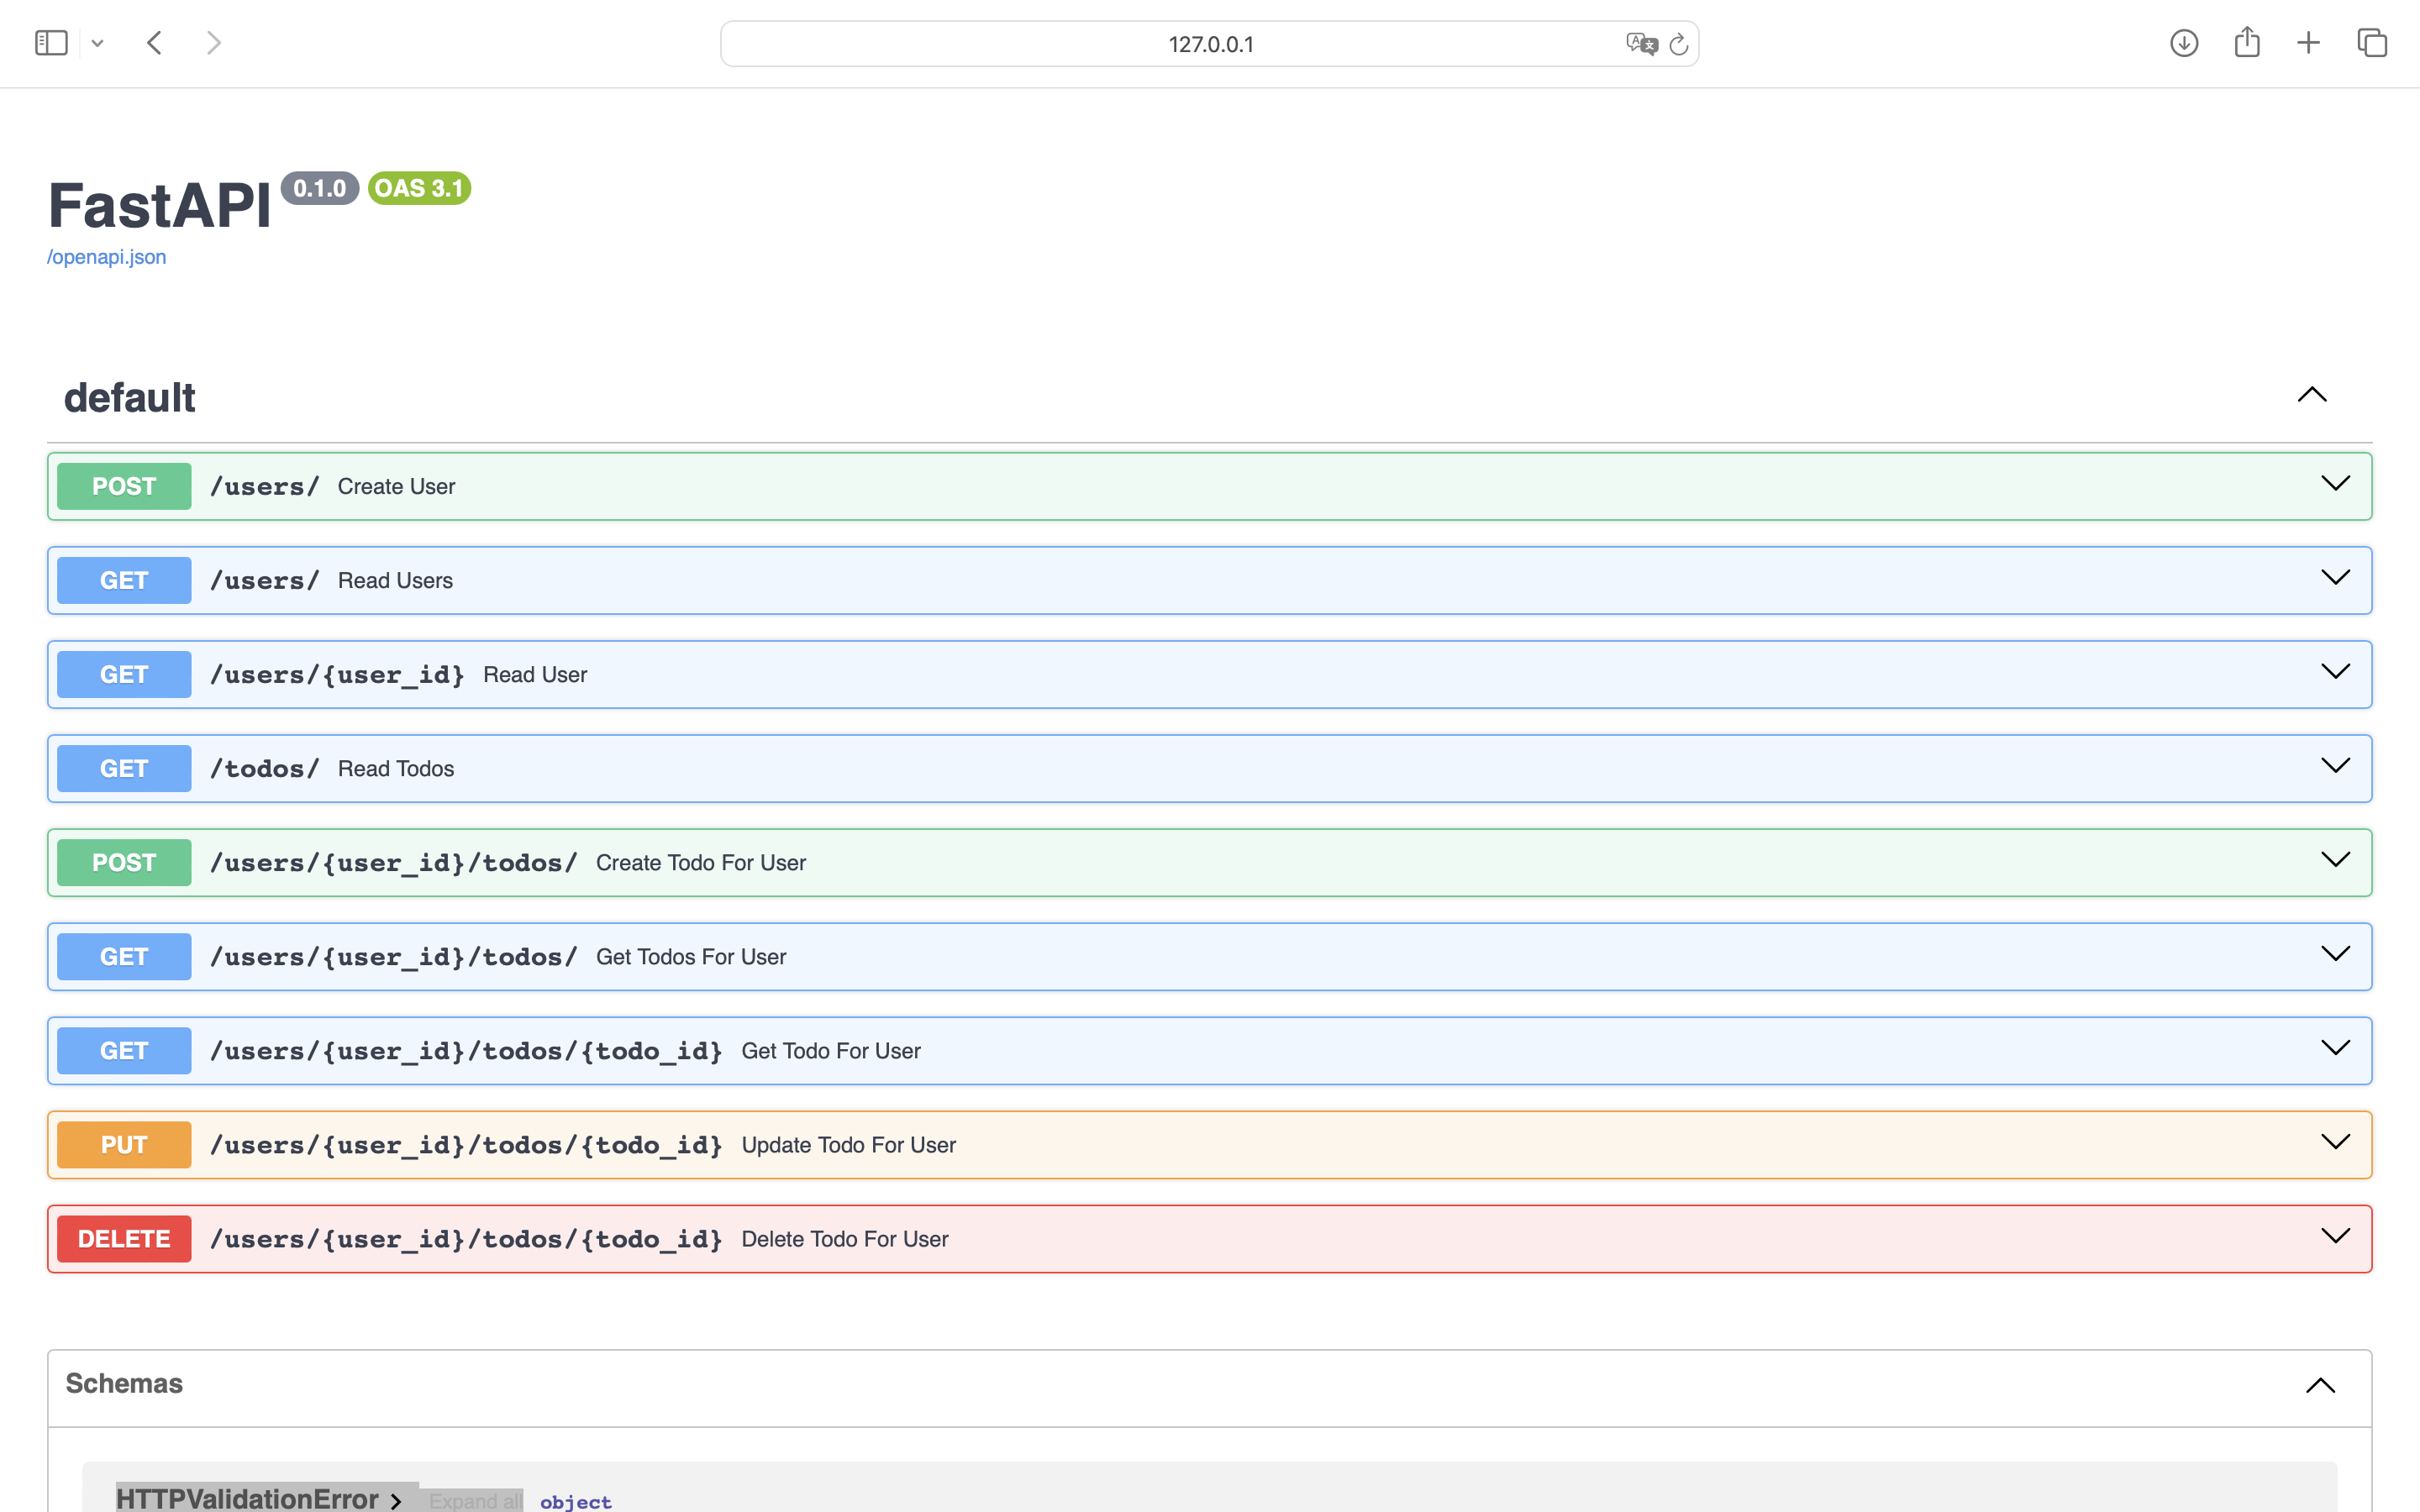 127.0.0.1
FastAPI 0.1.0 OAS 3.1
/openapi.json
default
POST /users/ Create User
GET /users/ Read Users
GET /users/{user_id} Read User
GET /todos/ Read Todos
POST /users/{user_id}/todos/ Create Todo For User
GET /users/{user_id}/todos/ Get Todos For User
GET /users/{user_id}/todos/{todo_id} Get Todo For User
PUT /users/{user_id}/todos/{todo_id} Update Todo For User
DELETE /users/{user_id}/todos/{todo_id} Delete Todo For User
Schemas
HTTPValidationError Expand all object